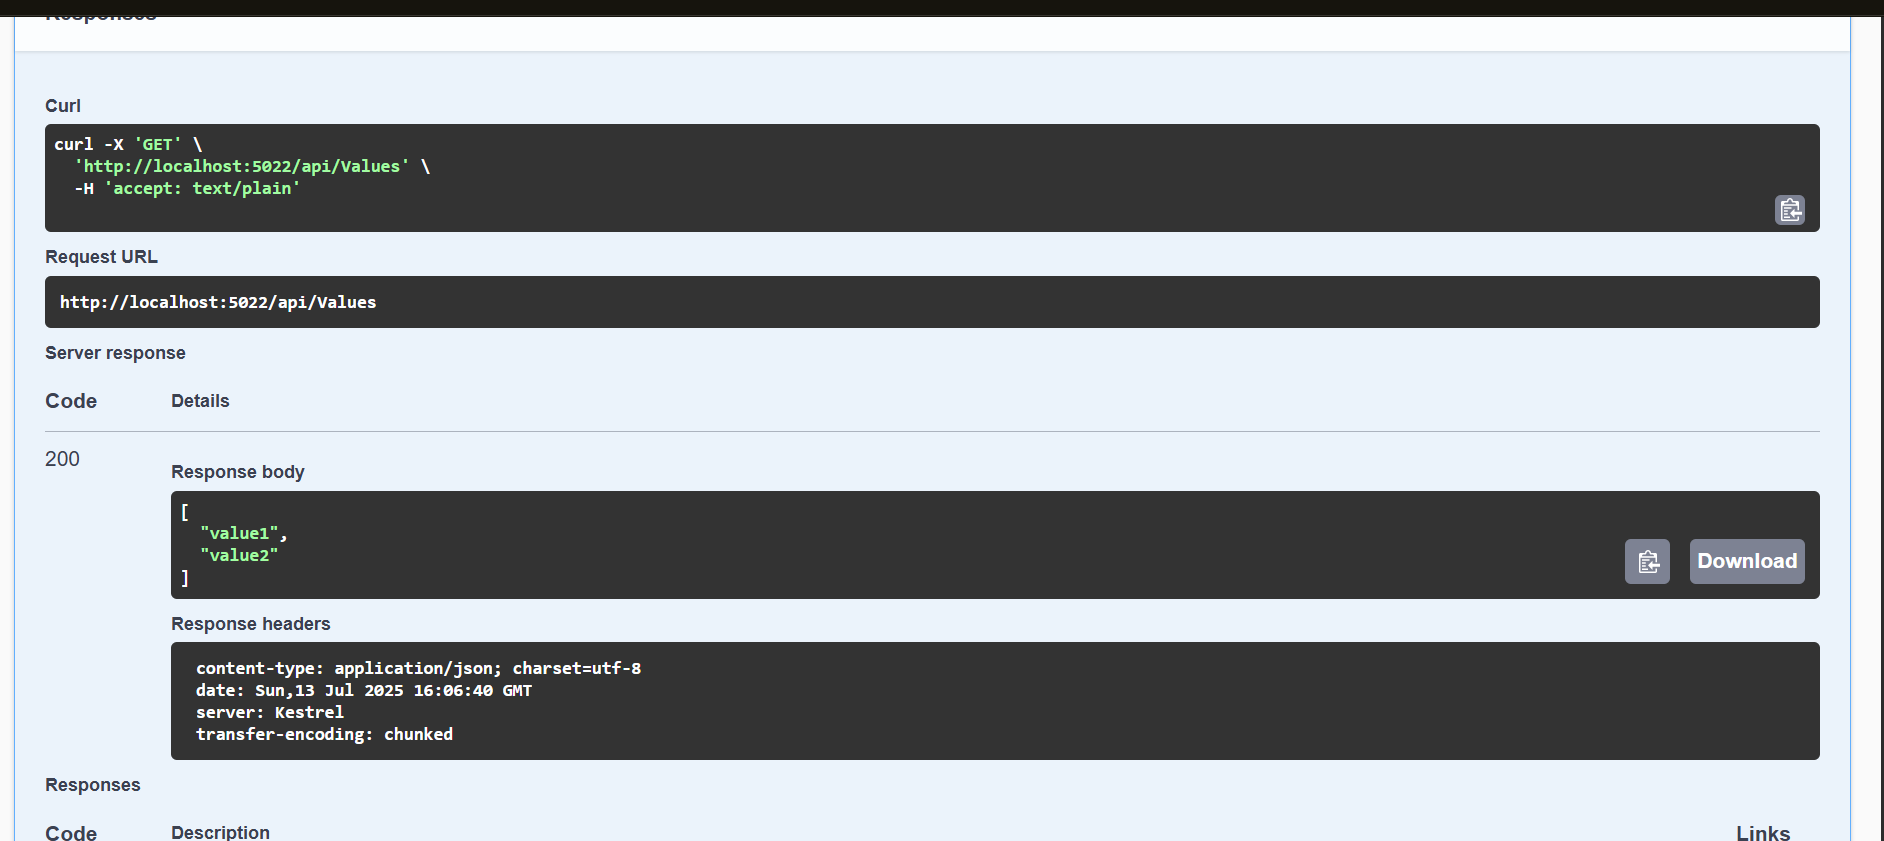 Responses
Curl
curl -X 'GET' \
  'http://localhost:5022/api/Values' \
  -H 'accept: text/plain'
Request URL
http://localhost:5022/api/Values
Server response
Code Details
200
Response body
[
  "value1",
  "value2"
]
Download
Response headers
content-type: application/json; charset=utf-8
date: Sun,13 Jul 2025 16:06:40 GMT
server: Kestrel
transfer-encoding: chunked
Responses
Code Description Links